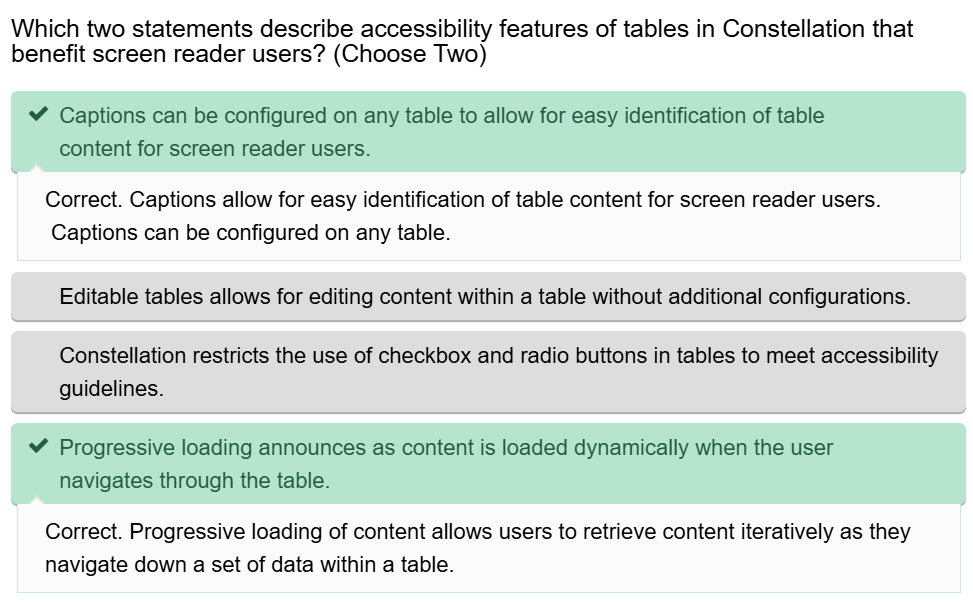 Which two statements describe accessibility features of tables in Constellation that
benefit screen reader users? (Choose Two)
Captions can be configured on any table to allow for easy identification of table
content for screen reader users.
Correct. Captions allow for easy identification of table content for screen reader users.
Captions can be configured on any table.
Editable tables allows for editing content within a table without additional configurations.
Constellation restricts the use of checkbox and radio buttons in tables to meet accessibility
guidelines.
Progressive loading announces as content is loaded dynamically when the user
navigates through the table.
Correct. Progressive loading of content allows users to retrieve content iteratively as they
navigate down a set of data within a table.